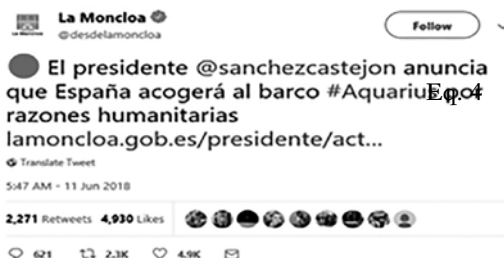 La Moncloa
@desdelamoncloa
Follow
El presidente @sanchezcastejon anuncia
que España acogerá al barco #Aquarius por
Eq. 4
razones humanitarias
lamoncloa.gob.es/presidente/act...
Translate Tweet
5:47 AM - 11 Jun 2018
2,271 Retweets 4,930 Likes
621 2.3K 4.9K